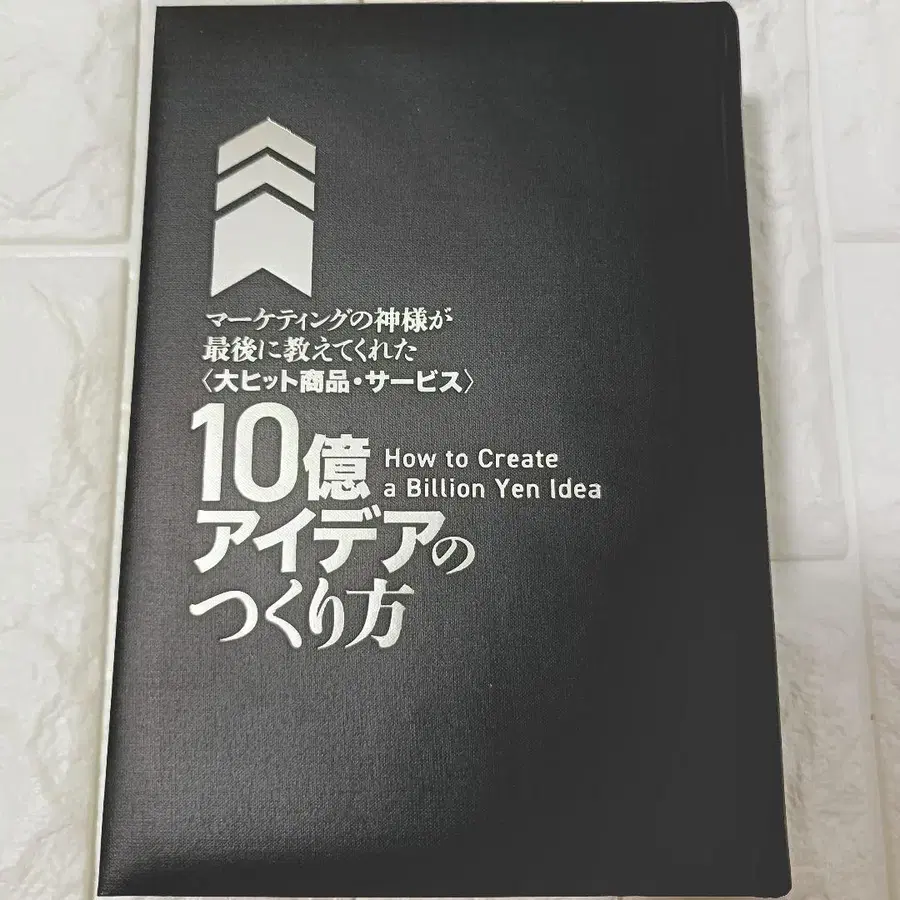 マーケティングの神様が
最後に教えてくれた
〈大ヒット商品・サービス〉
10億
How to Create
a Billion Yen Idea
アイデアの
つくり方